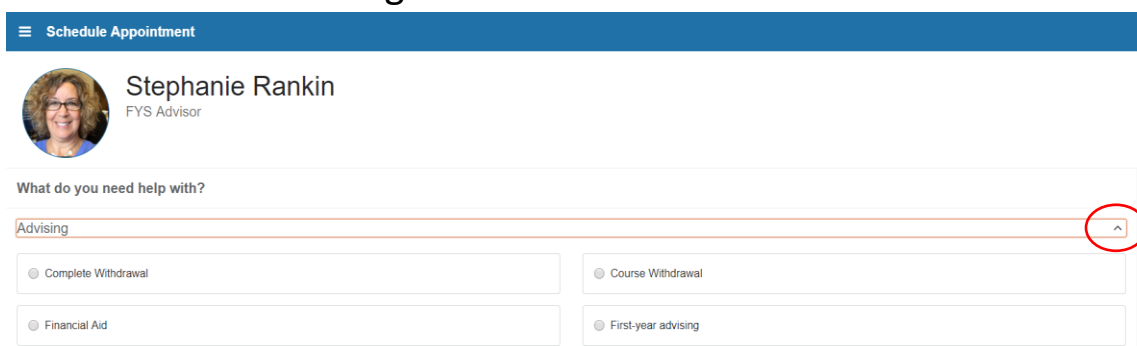 Schedule Appointment
Stephanie Rankin
FYS Advisor
What do you need help with?
Advising
Complete Withdrawal
Course Withdrawal
Financial Aid
First-year advising